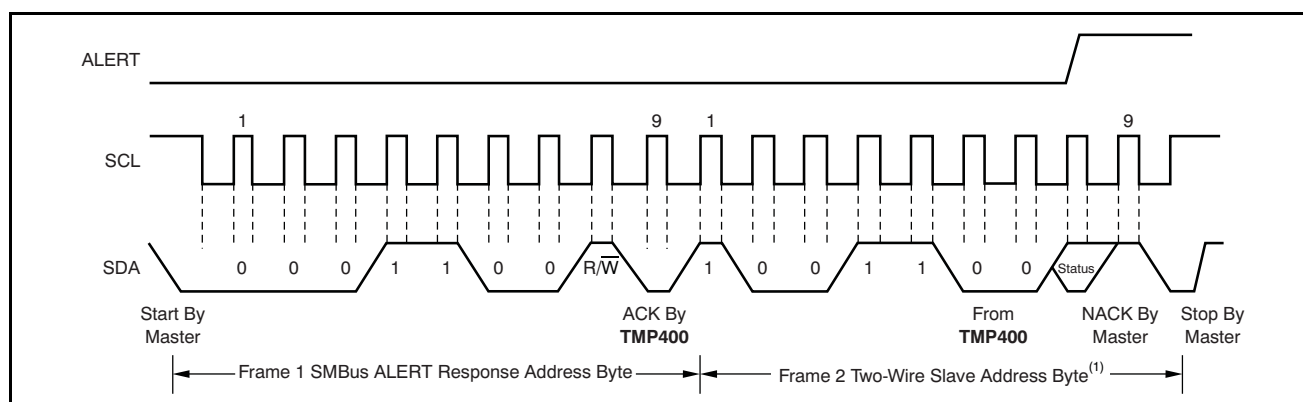 ALERT
SCL
1
9
1
9
SDA
0 0 0 1 1 0 0 R/W̅ 1 0 0 1 1 0 0 Status
Start By
Master
ACK By
TMP400
From
TMP400
NACK By
Master
Stop By
Master
Frame 1 SMBus ALERT Response Address Byte
Frame 2 Two-Wire Slave Address Byte(1)